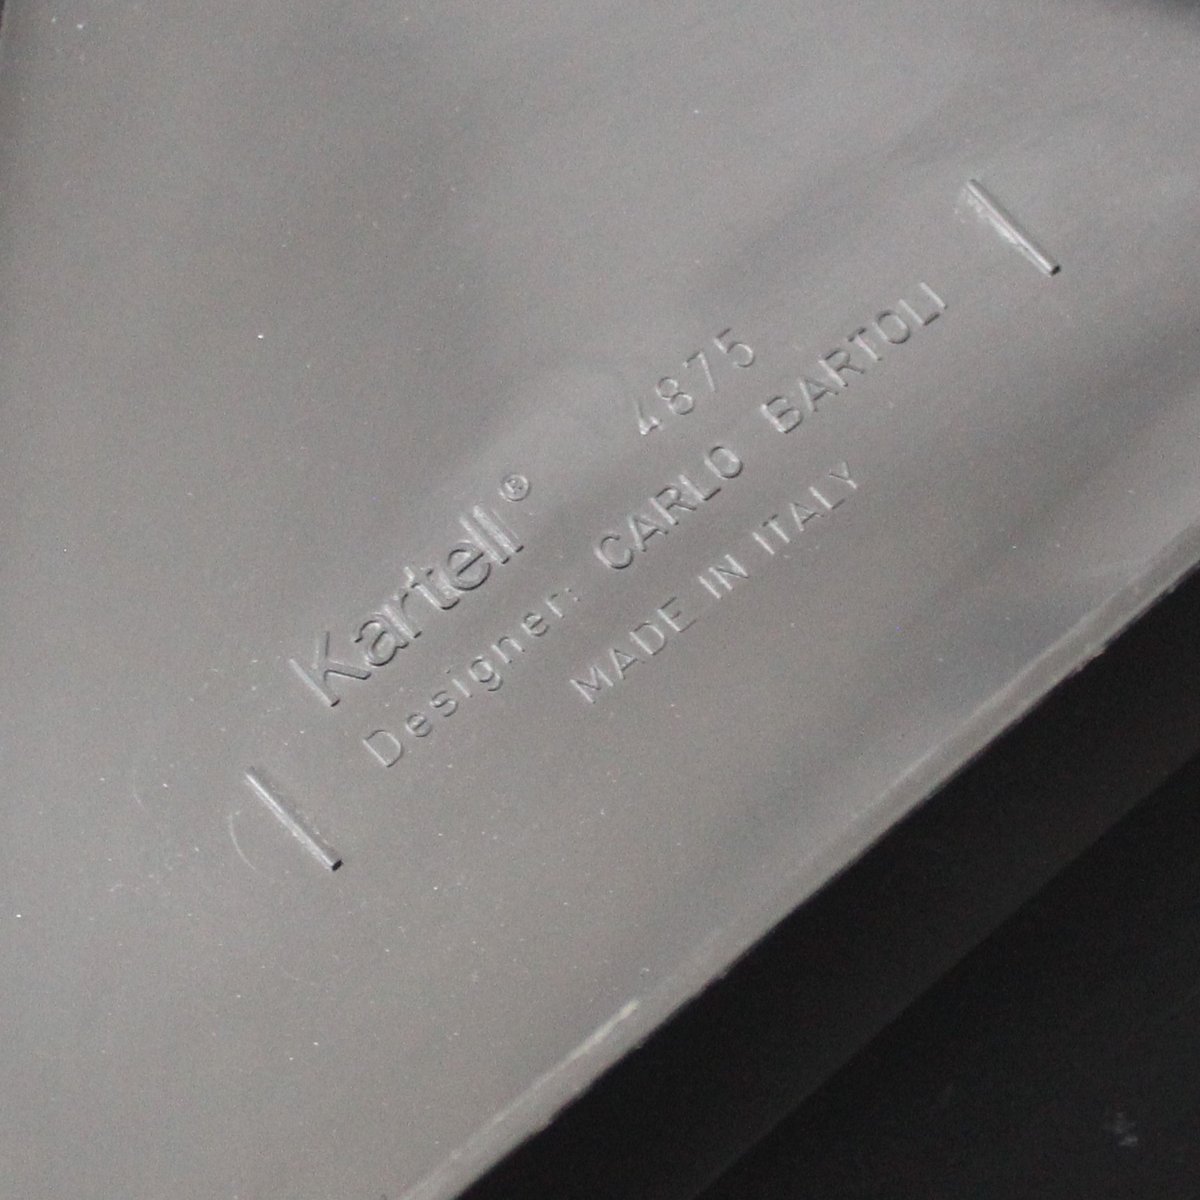 Kartell® 4875
Designer: CARLO BARTOLI
MADE IN ITALY